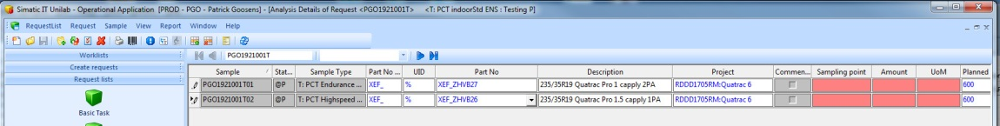 Simatic IT Unilab - Operational Application [PROD - PGO - Patrick Goosens] - [Analysis Details of Request <PGO1921001T> <T: PCT indoorStd ENS : Testing P]
RequestList Request Sample View Report Window Help
Worklists
PGO1921001T
Create requests
Request lists
Sample Stat... Sample Type Part No ... UID Part No Description Project Commen... Sampling point Amount UoM Planned
PGO1921001T01 @P T: PCT Endurance ... XEF_ % XEF_ZHVB27 235/35R19 Quatrac Pro 1 capply 2PA RDDD1705RM:Quatrac 6 600
PGO1921001T02 @P T: PCT Highspeed ... XEF_ % XEF_ZHVB26 235/35R19 Quatrac Pro 1.5 capply 1PA RDDD1705RM:Quatrac 6 600
Basic Task